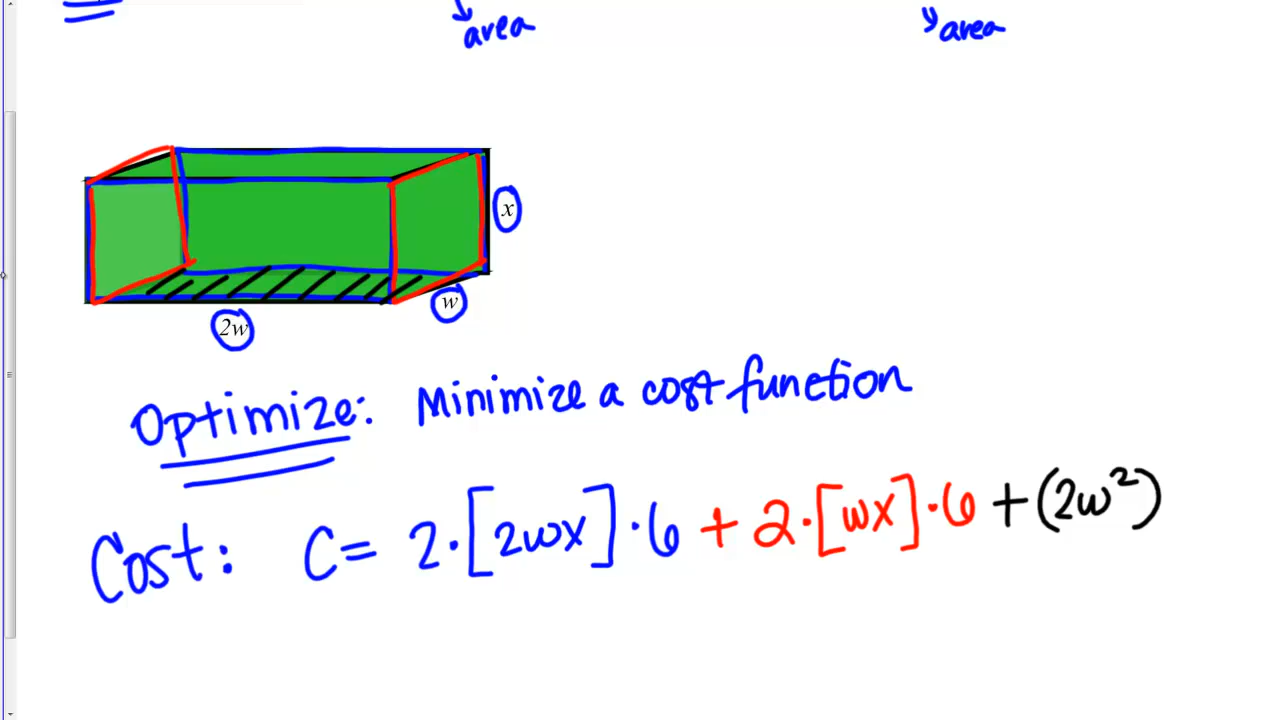 area
area
x
w
2w
Optimize: Minimize a cost function
Cost: C = 2·[2wx]·6 + 2·[wx]·6 + (2w²)